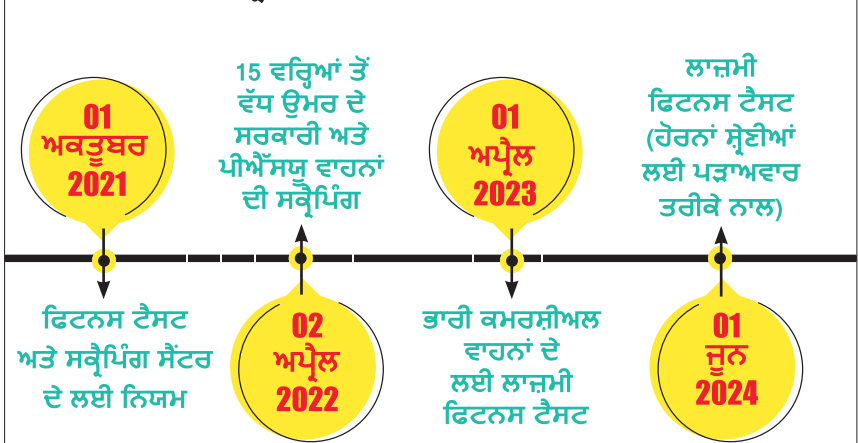 01
ਅਕਤੂਬਰ
2021
ਫਿਟਨਸ ਟੈਸਟ
ਅਤੇ ਸਕ੍ਰੈਪਿੰਗ ਸੈਂਟਰ
ਦੇ ਲਈ ਨਿਯਮ
15 ਵਰ੍ਹਿਆਂ ਤੋਂ
ਵੱਧ ਉਮਰ ਦੇ
ਸਰਕਾਰੀ ਅਤੇ
ਪੀਐੱਸਯੂ ਵਾਹਨਾਂ
ਦੀ ਸਕ੍ਰੈਪਿੰਗ
02
ਅਪ੍ਰੈਲ
2022
01
ਅਪ੍ਰੈਲ
2023
ਭਾਰੀ ਕਮਰਸ਼ੀਅਲ
ਵਾਹਨਾਂ ਦੇ
ਲਈ ਲਾਜ਼ਮੀ
ਫਿਟਨਸ ਟੈਸਟ
ਲਾਜ਼ਮੀ
ਫਿਟਨਸ ਟੈਸਟ
(ਹੋਰਨਾਂ ਸ਼੍ਰੇਣੀਆਂ
ਲਈ ਪੜਾਅਵਾਰ
ਤਰੀਕੇ ਨਾਲ)
01
ਜੂਨ
2024